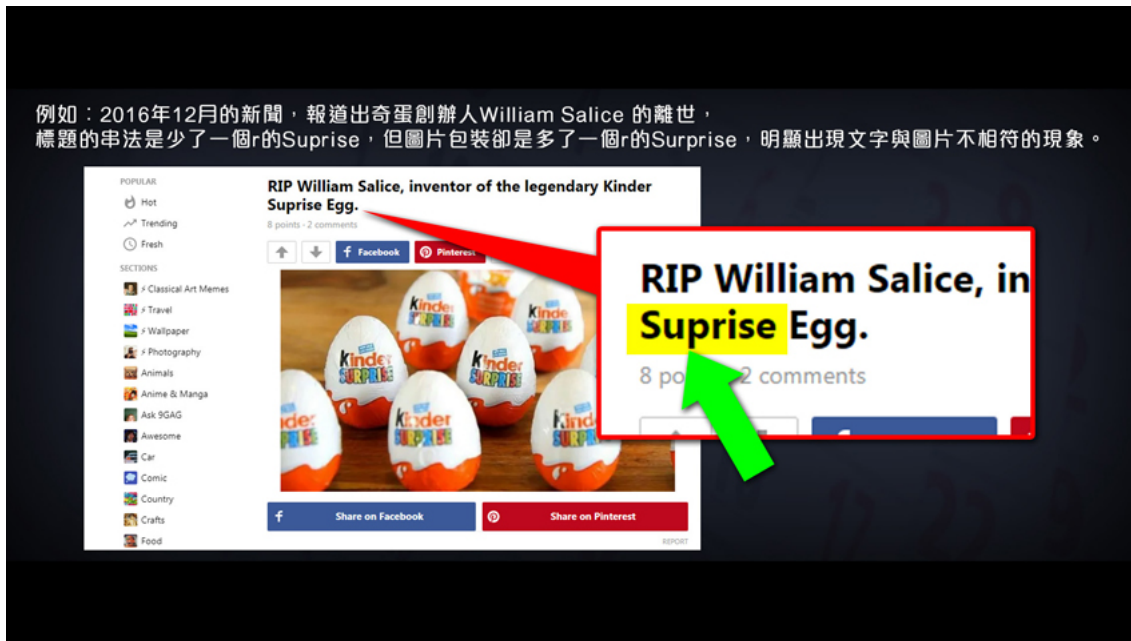 例如：2016年12月的新聞，報道出奇蛋創辦人William Salice 的離世，
標題的串法是少了一個r的Suprise，但圖片包裝卻是多了一個r的Surprise，明顯出現文字與圖片不相符的現象。
POPULAR
Hot
Trending
Fresh
SECTIONS
⚡Classical Art Memes
⚡Travel
⚡Wallpaper
⚡Photography
Animals
Anime & Manga
Ask 9GAG
Awesome
Car
Comic
Country
Crafts
Food
RIP William Salice, inventor of the legendary Kinder
Suprise Egg.
8 points · 2 comments
Facebook
Pinterest
Kinder
SURPRISE
Kinde
Kinder
SURPRISE
Kinder
SURPRISE
Kinder
SURPRISE
Share on Facebook
Share on Pinterest
REPORT
RIP William Salice, in
Suprise Egg.
8 po
2 comments